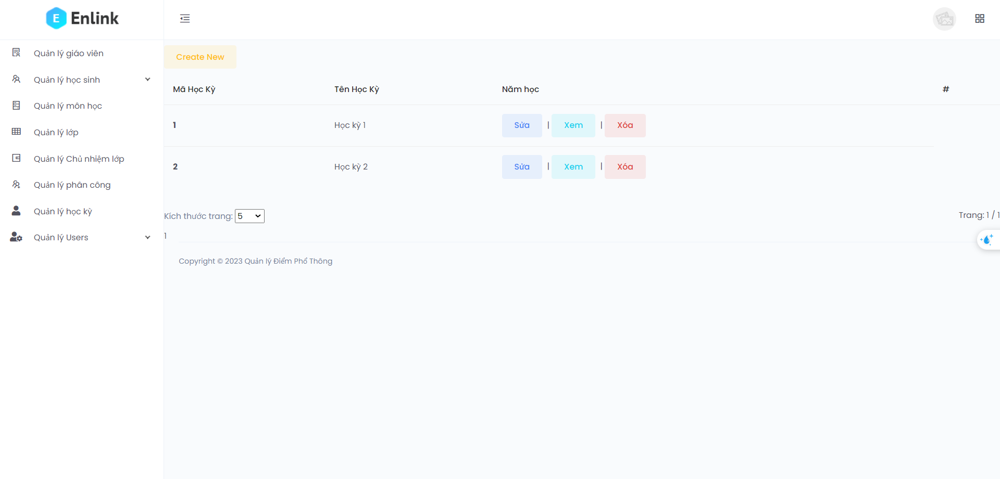 E Enlink
Quản lý giáo viên
Quản lý học sinh
Quản lý môn học
Quản lý lớp
Quản lý Chủ nhiệm lớp
Quản lý phân công
Quản lý học kỳ
Quản lý Users
Create New
Mã Học Kỳ Tên Học Kỳ Năm học #
1 Học kỳ 1 Sửa | Xem | Xóa
2 Học kỳ 2 Sửa | Xem | Xóa
Kích thước trang: 5 Trang: 1 / 1
1
Copyright © 2023 Quản lý Điểm Phổ Thông